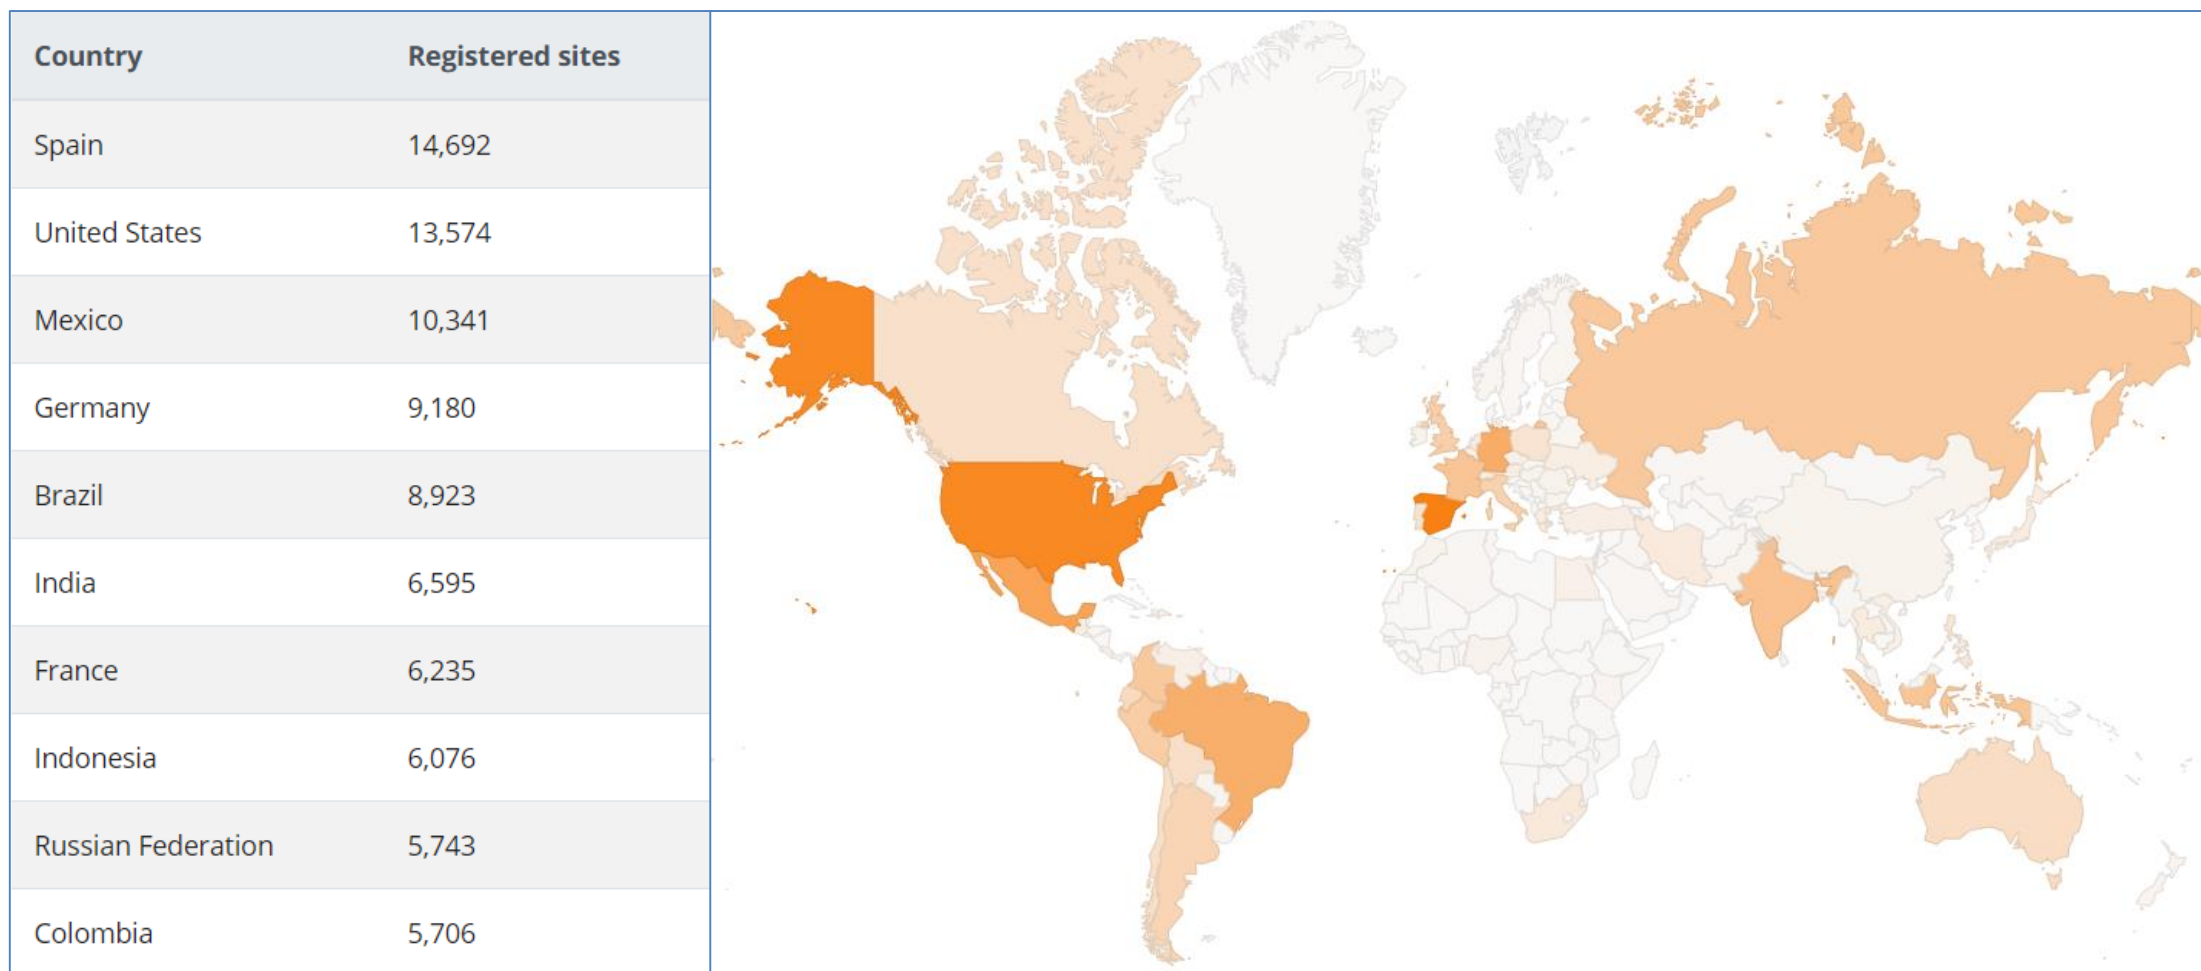 Country Registered sites
Spain 14,692
United States 13,574
Mexico 10,341
Germany 9,180
Brazil 8,923
India 6,595
France 6,235
Indonesia 6,076
Russian Federation 5,743
Colombia 5,706